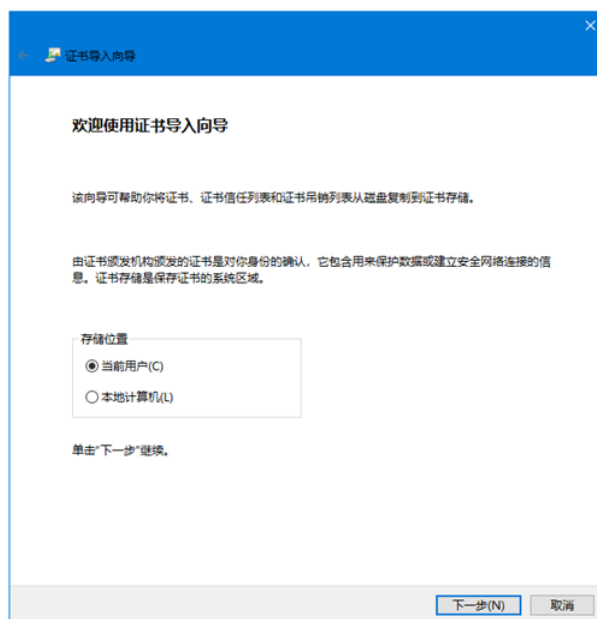 证书导入向导
欢迎使用证书导入向导
该向导可帮助你将证书、证书信任列表和证书吊销列表从磁盘复制到证书存储。
由证书颁发机构颁发的证书是对你身份的确认，它包含用来保护数据或建立安全网络连接的信
息。证书存储是保存证书的系统区域。
存储位置
当前用户(C)
本地计算机(L)
单击"下一步"继续。
下一步(N) 取消